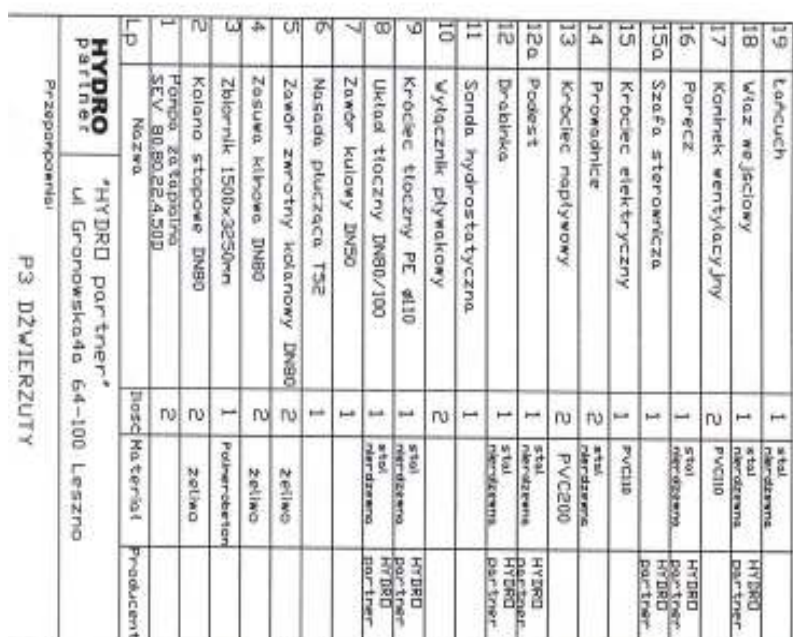 19 Łańcuch 1 stal nierdzewna
18 Właz wejściowy 1 stal nierdzewna HYDRO partner
17 Kominek wentylacyjny 2 PVC110
16 Poręcz 1 stal nierdzewna HYDRO partner
15a Szafa sterownicza 1 HYDRO partner
15 Króciec elektryczny 1 PVC110
14 Prowadnice 2 stal nierdzewna
13 Króciec napływowy 2 PVC200
12a Podest 1 stal nierdzewna HYDRO partner
12 Drabinka 1 stal nierdzewna HYDRO partner
11 Sonda hydrostatyczna 1
10 Wyłącznik pływakowy 2
9 Króciec tłoczny PE ø110 1 stal nierdzewna HYDRO partner
8 Układ tłoczny DN80/100 1 stal nierdzewna HYDRO partner
7 Zawór kulowy DN50 1
6 Nasada płucząca T52 1
5 Zawór zwrotny kolanowy DN80 2 żeliwo
4 Zasuwa klinowa DN80 2 żeliwo
3 Zbiornik 1500x3250mm 1 Polimerobeton
2 Kolano stopowe DN80 2 żeliwo
1 Pompa zatapialna SEV 80.80.22.4.50D 2
Lp Nazwa Ilość Materiał Producent
HYDRO partner
"HYDRO partner"
ul Gronowska4a 64-100 Leszno
Przepompownia:
P3 DŹWIERZUTY